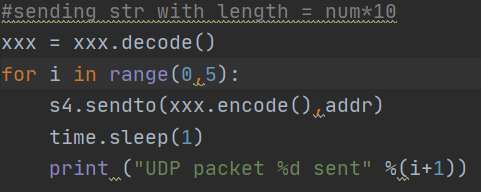 #sending str with length = num*10
xxx = xxx.decode()
for i in range(0,5):
    s4.sendto(xxx.encode(),addr)
    time.sleep(1)
    print ("UDP packet %d sent" %(i+1))